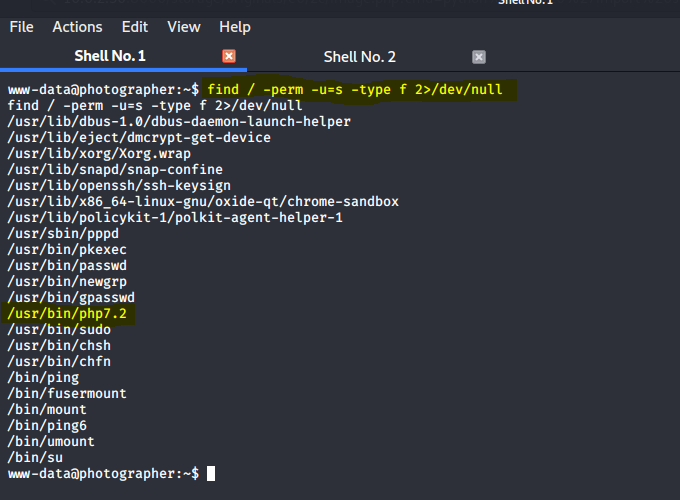 Shell No. 1
File Actions Edit View Help
Shell No. 1 Shell No. 2
www-data@photographer:~$ find / -perm -u=s -type f 2>/dev/null
find / -perm -u=s -type f 2>/dev/null
/usr/lib/dbus-1.0/dbus-daemon-launch-helper
/usr/lib/eject/dmcrypt-get-device
/usr/lib/xorg/Xorg.wrap
/usr/lib/snapd/snap-confine
/usr/lib/openssh/ssh-keysign
/usr/lib/x86_64-linux-gnu/oxide-qt/chrome-sandbox
/usr/lib/policykit-1/polkit-agent-helper-1
/usr/sbin/pppd
/usr/bin/pkexec
/usr/bin/passwd
/usr/bin/newgrp
/usr/bin/gpasswd
/usr/bin/php7.2
/usr/bin/sudo
/usr/bin/chsh
/usr/bin/chfn
/bin/ping
/bin/fusermount
/bin/mount
/bin/ping6
/bin/umount
/bin/su
www-data@photographer:~$